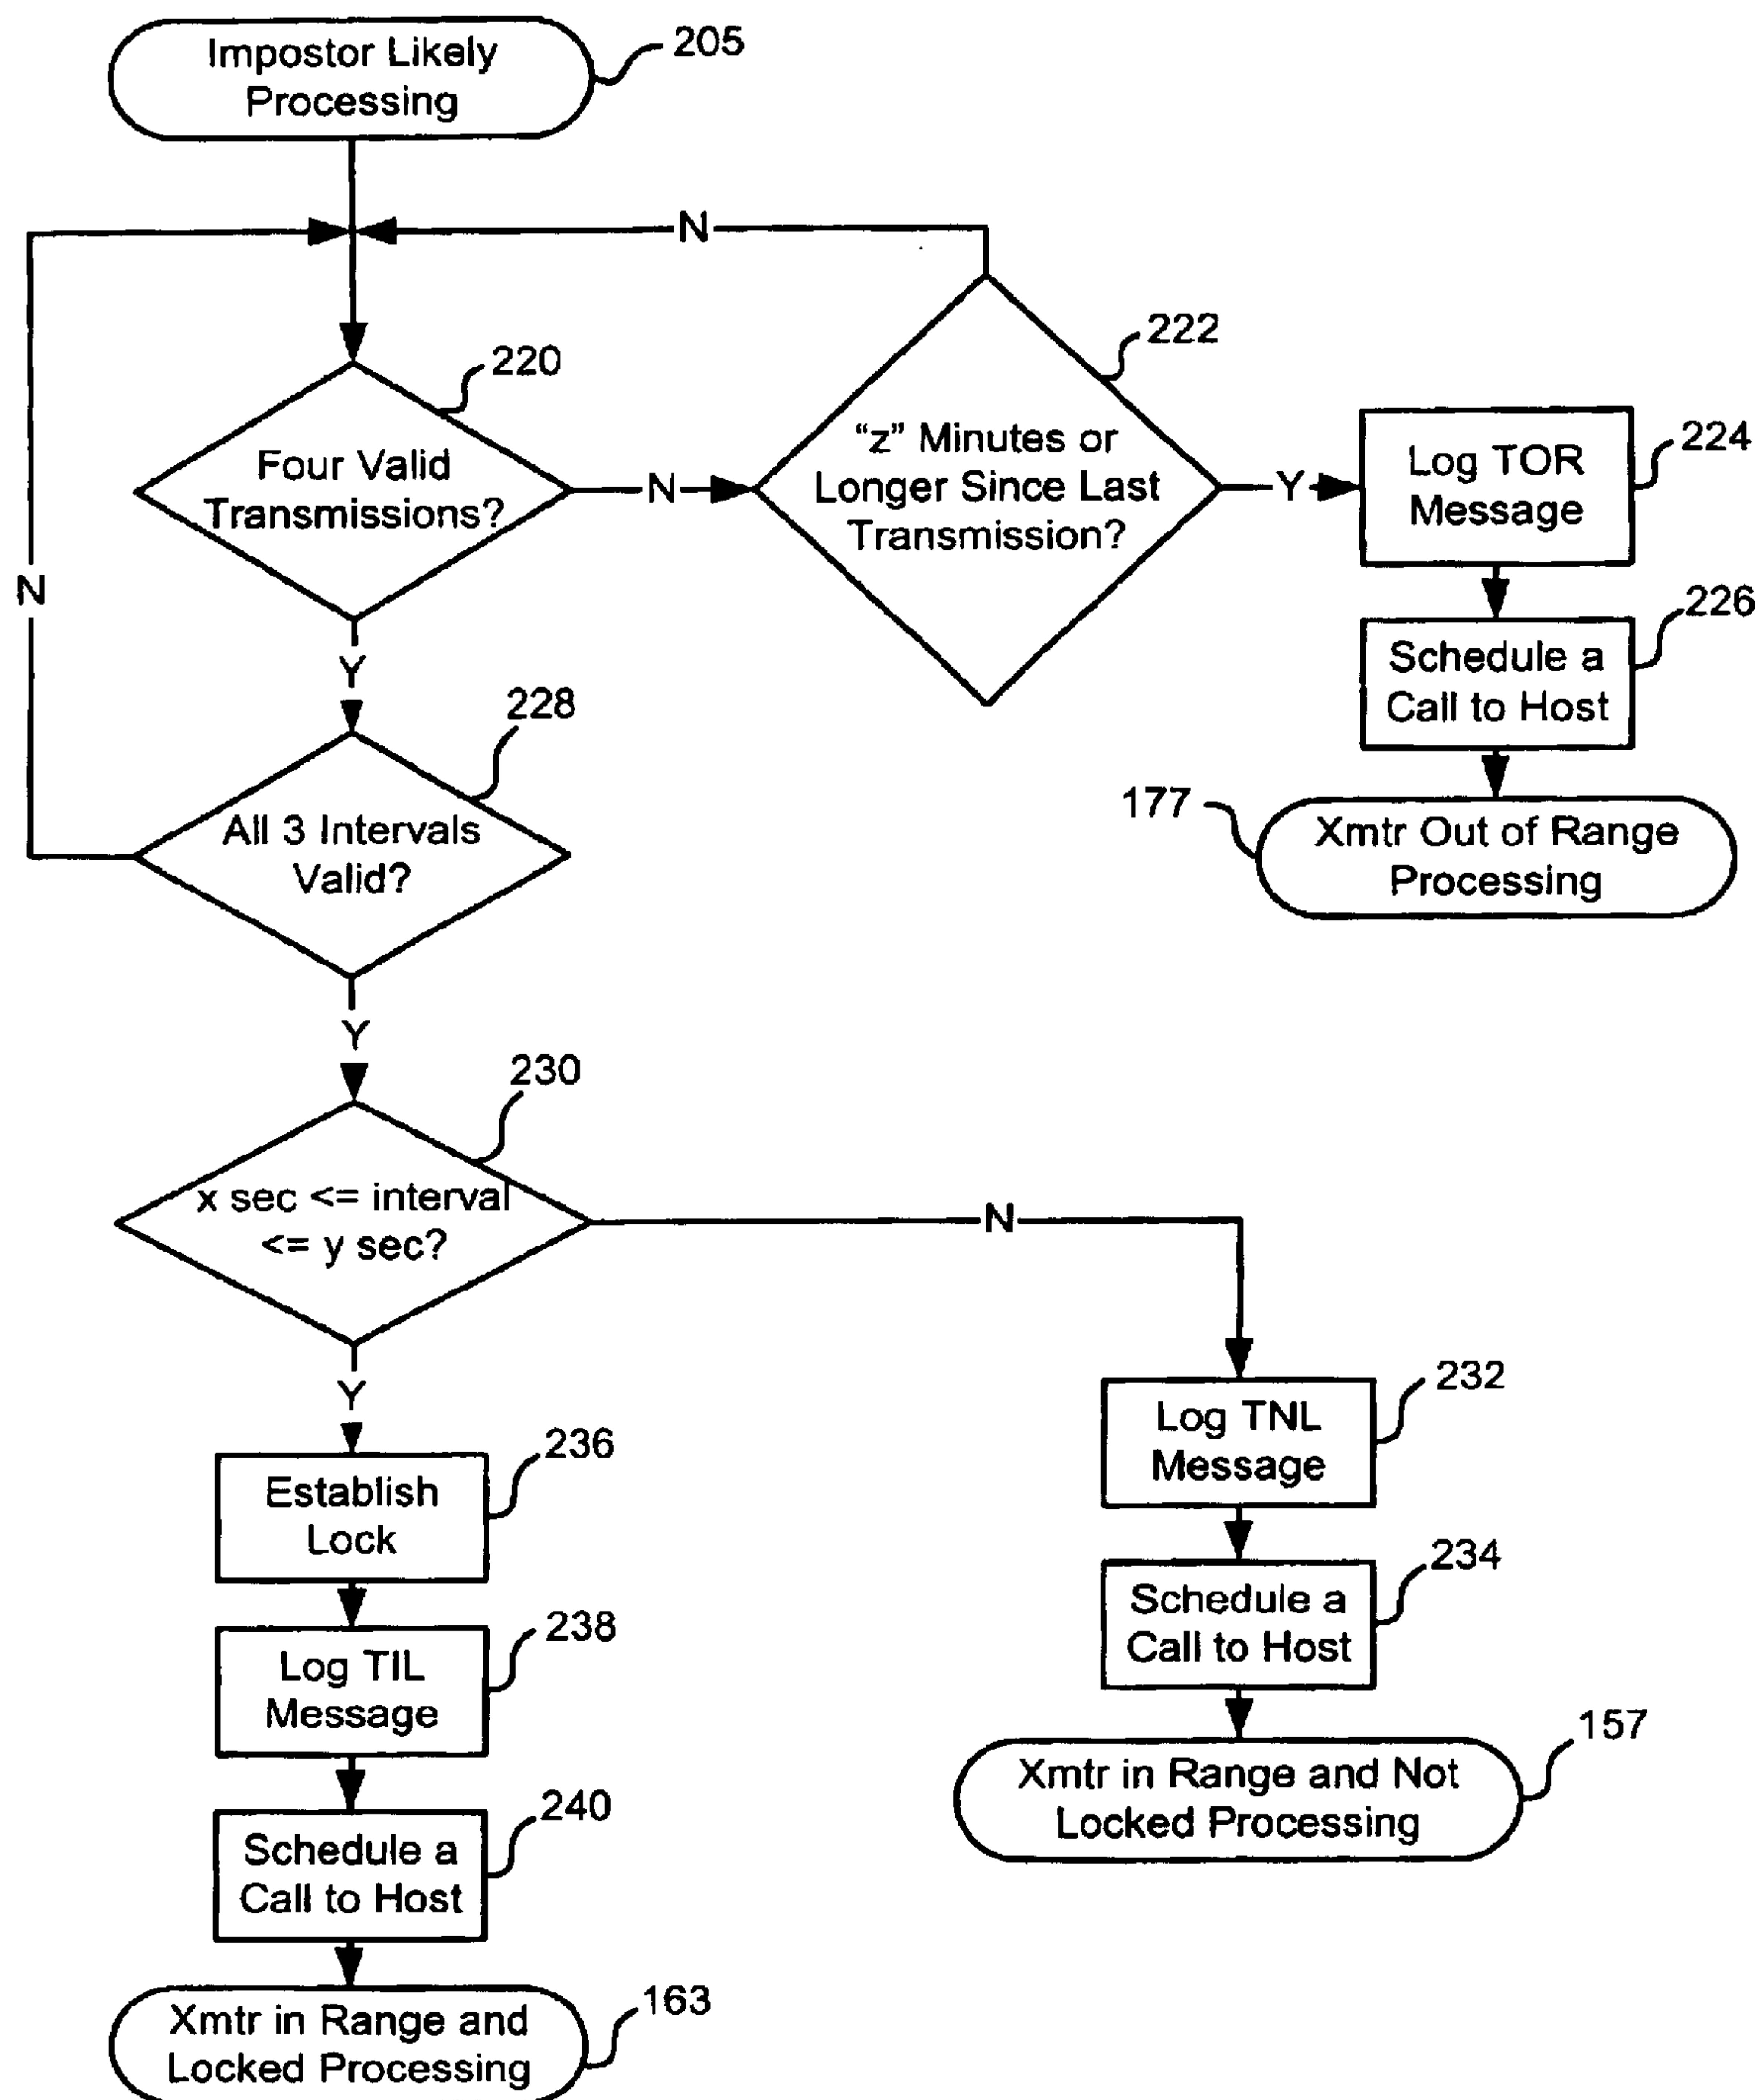 Impostor Likely
Processing
205
N
220
222
Four Valid
Transmissions?
N
"z" Minutes or
Longer Since Last
Transmission?
Y
Log TOR
Message
224
N
Y
Schedule a
Call to Host
226
228
177
All 3 Intervals
Valid?
Xmtr Out of Range
Processing
Y
230
x sec <= interval
<= y sec?
N
Y
232
Log TNL
Message
236
Establish
Lock
234
Schedule a
Call to Host
238
Log TIL
Message
157
Xmtr in Range and Not
Locked Processing
240
Schedule a
Call to Host
163
Xmtr in Range and
Locked Processing